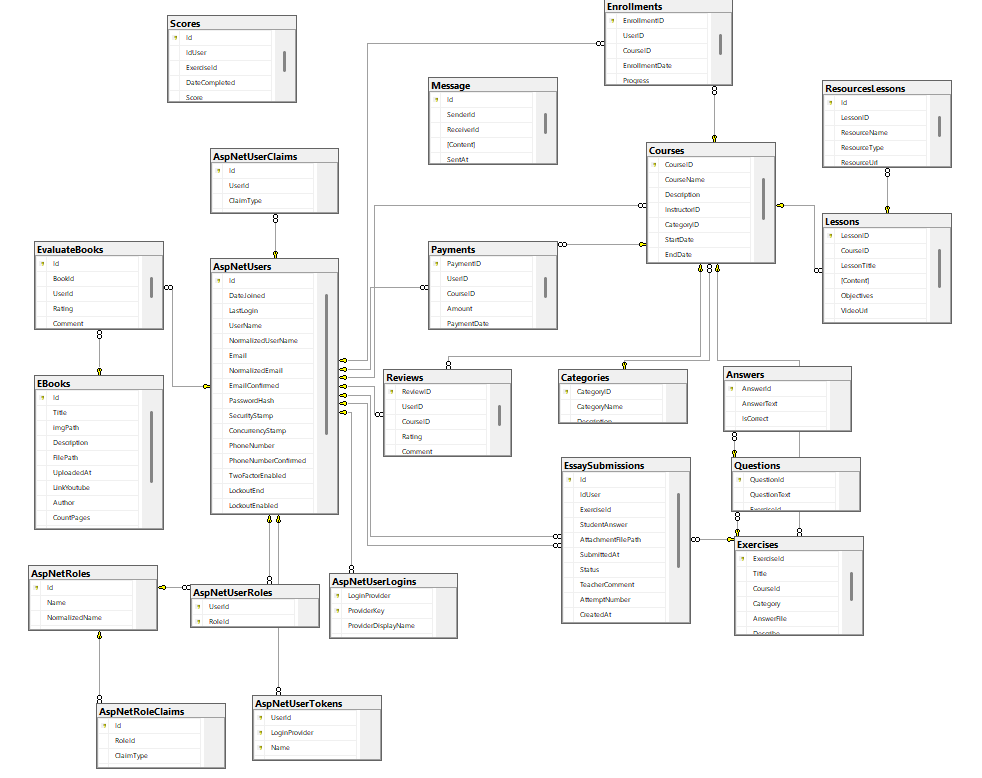 Scores
Id
IdUser
ExerciseId
DateCompleted
Score
Enrollments
EnrollmentID
UserID
CourseID
EnrollmentDate
Progress
Message
Id
SenderId
ReceiverId
[Content]
SentAt
ResourcesLessons
Id
LessonID
ResourceName
ResourceType
ResourceUrl
AspNetUserClaims
Id
UserId
ClaimType
Courses
CourseID
CourseName
Description
InstructorID
CategoryID
StartDate
EndDate
Lessons
LessonID
CourseID
LessonTitle
[Content]
Objectives
VideoUrl
EvaluateBooks
Id
BookId
UserId
Rating
Comment
AspNetUsers
Id
DateJoined
LastLogin
UserName
NormalizedUserName
Email
NormalizedEmail
EmailConfirmed
PasswordHash
SecurityStamp
ConcurrencyStamp
PhoneNumber
PhoneNumberConfirmed
TwoFactorEnabled
LockoutEnd
LockoutEnabled
Payments
PaymentID
UserID
CourseID
Amount
PaymentDate
EBooks
Id
Title
ImgPath
Description
FilePath
UploadedAt
LinkYoutube
Author
CountPages
Reviews
ReviewID
UserID
CourseID
Rating
Comment
Categories
CategoryID
CategoryName
Description
Answers
AnswerId
AnswerText
IsCorrect
EssaySubmissions
Id
IdUser
ExerciseId
StudentAnswer
AttachmentFilePath
SubmittedAt
Status
TeacherComment
AttemptNumber
CreatedAt
Questions
QuestionId
QuestionText
ExerciseId
Exercises
ExerciseId
Title
CourseId
Category
AnswerFile
Describe
AspNetRoles
Id
Name
NormalizedName
AspNetUserRoles
UserId
RoleId
AspNetUserLogins
LoginProvider
ProviderKey
ProviderDisplayName
AspNetRoleClaims
Id
RoleId
ClaimType
AspNetUserTokens
UserId
LoginProvider
Name